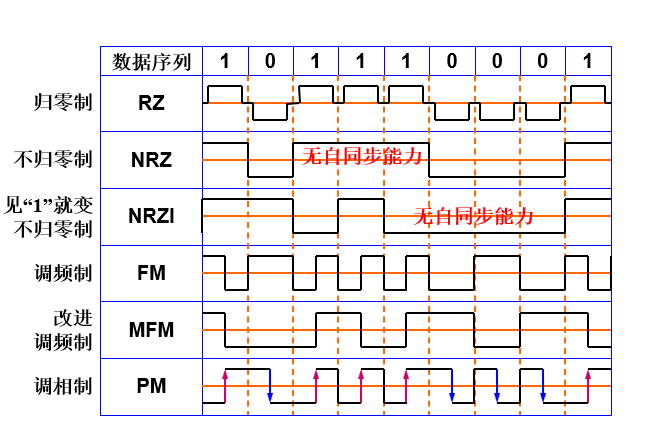 数据序列 1 0 1 1 1 0 0 0 1
归零制 RZ
不归零制 NRZ 无自同步能力
见“1”就变
不归零制 NRZI 无自同步能力
调频制 FM
改进
调频制 MFM
调相制 PM